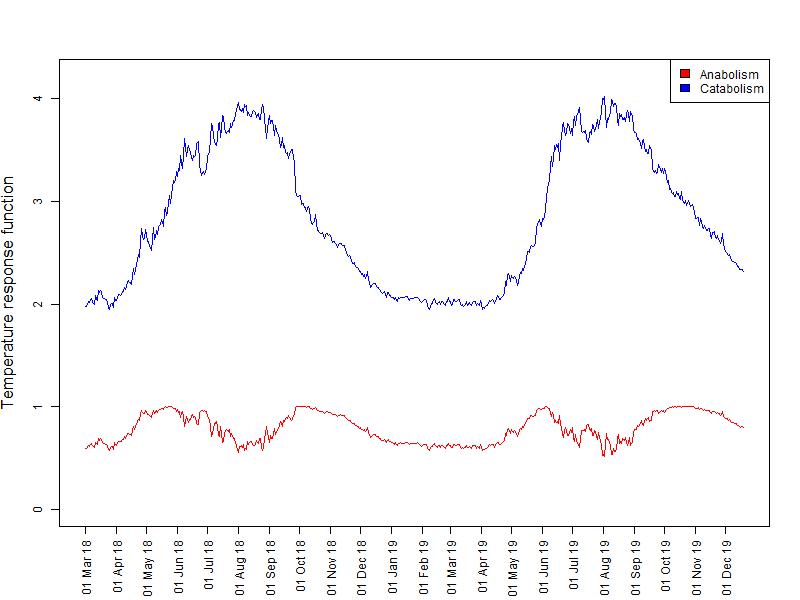 Anabolism
Catabolism
Temperature response function
4
3
2
1
0
01 Mar 18
01 Apr 18
01 May 18
01 Jun 18
01 Jul 18
01 Aug 18
01 Sep 18
01 Oct 18
01 Nov 18
01 Dec 18
01 Jan 19
01 Feb 19
01 Mar 19
01 Apr 19
01 May 19
01 Jun 19
01 Jul 19
01 Aug 19
01 Sep 19
01 Oct 19
01 Nov 19
01 Dec 19